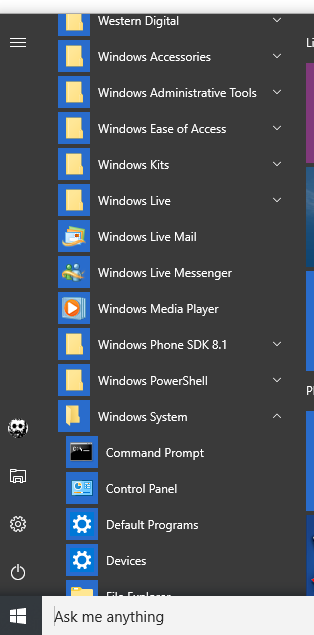 Western Digital
Windows Accessories
Windows Administrative Tools
Windows Ease of Access
Windows Kits
Windows Live
Windows Live Mail
Windows Live Messenger
Windows Media Player
Windows Phone SDK 8.1
Windows PowerShell
Windows System
Command Prompt
Control Panel
Default Programs
Devices
File Explorer
Li
Pl
Ask me anything